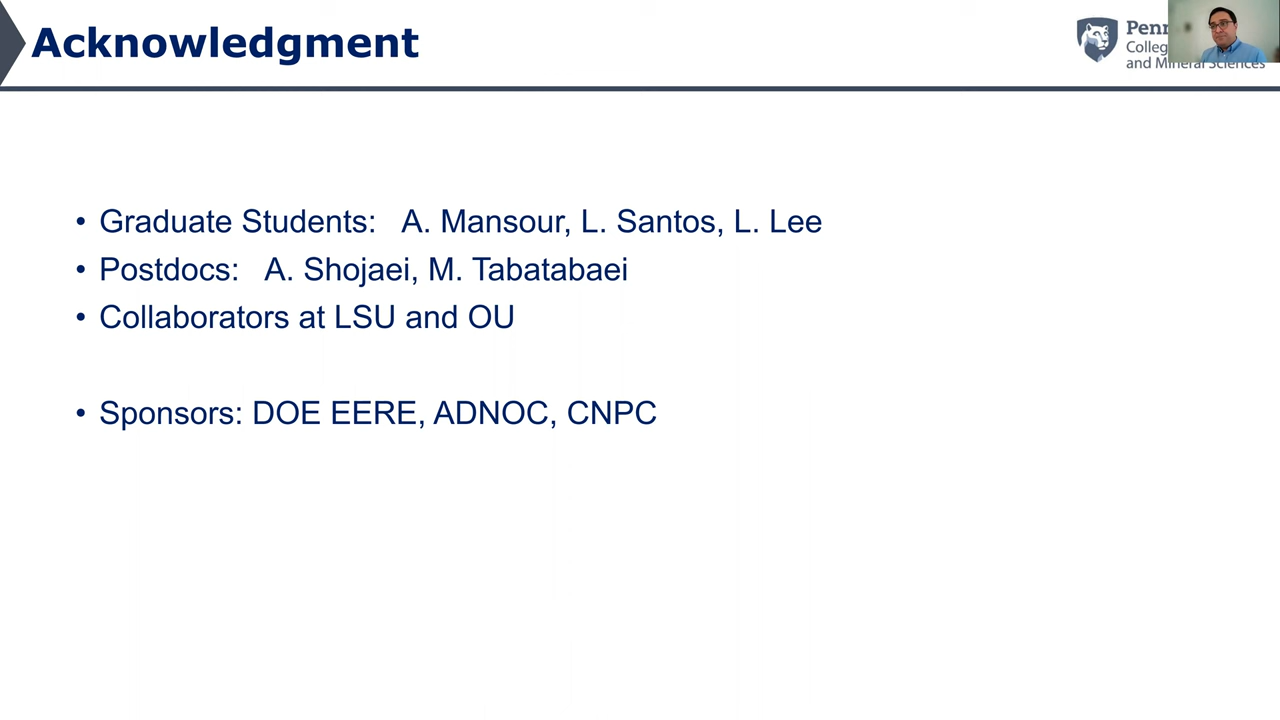 Acknowledgment
Penn
Colleg
and Mineral Sciences
• Graduate Students: A. Mansour, L. Santos, L. Lee
• Postdocs: A. Shojaei, M. Tabatabaei
• Collaborators at LSU and OU
• Sponsors: DOE EERE, ADNOC, CNPC